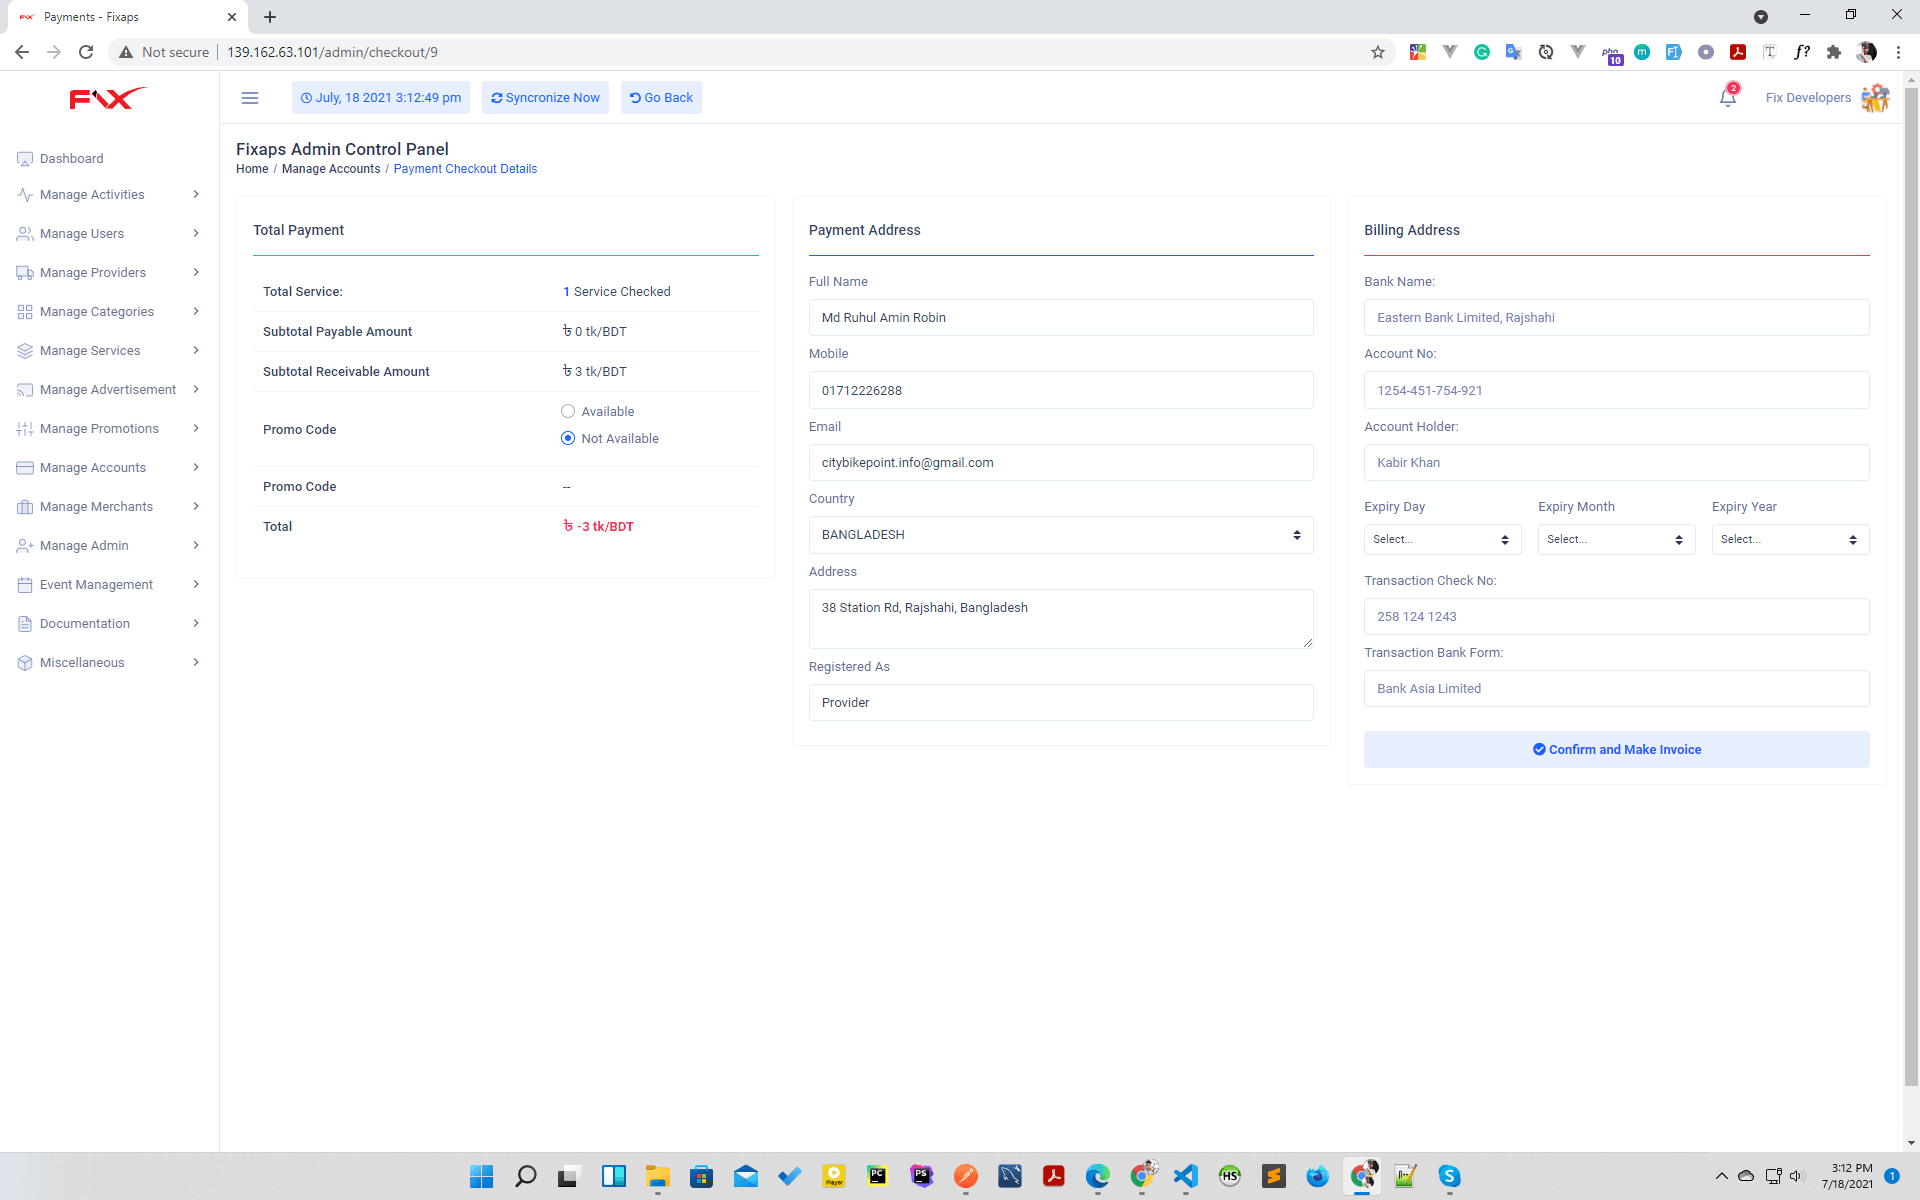 Payments - Fixaps
Not secure
139.162.63.101/admin/checkout/9
10
FIX
July, 18 2021 3:12:49 pm
Syncronize Now
Go Back
2
Fix Developers
Dashboard
Manage Activities
Manage Users
Manage Providers
Manage Categories
Manage Services
Manage Advertisement
Manage Promotions
Manage Accounts
Manage Merchants
Manage Admin
Event Management
Documentation
Miscellaneous
Fixaps Admin Control Panel
Home / Manage Accounts / Payment Checkout Details
Total Payment
Total Service: 1 Service Checked
Subtotal Payable Amount ৳ 0 tk/BDT
Subtotal Receivable Amount ৳ 3 tk/BDT
Promo Code
Available
Not Available
Promo Code --
Total ৳ -3 tk/BDT
Payment Address
Full Name
Md Ruhul Amin Robin
Mobile
01712226288
Email
citybikepoint.info@gmail.com
Country
BANGLADESH
Address
38 Station Rd, Rajshahi, Bangladesh
Registered As
Provider
Billing Address
Bank Name:
Eastern Bank Limited, Rajshahi
Account No:
1254-451-754-921
Account Holder:
Kabir Khan
Expiry Day Expiry Month Expiry Year
Select... Select... Select...
Transaction Check No:
258 124 1243
Transaction Bank Form:
Bank Asia Limited
Confirm and Make Invoice
3:12 PM
7/18/2021
1